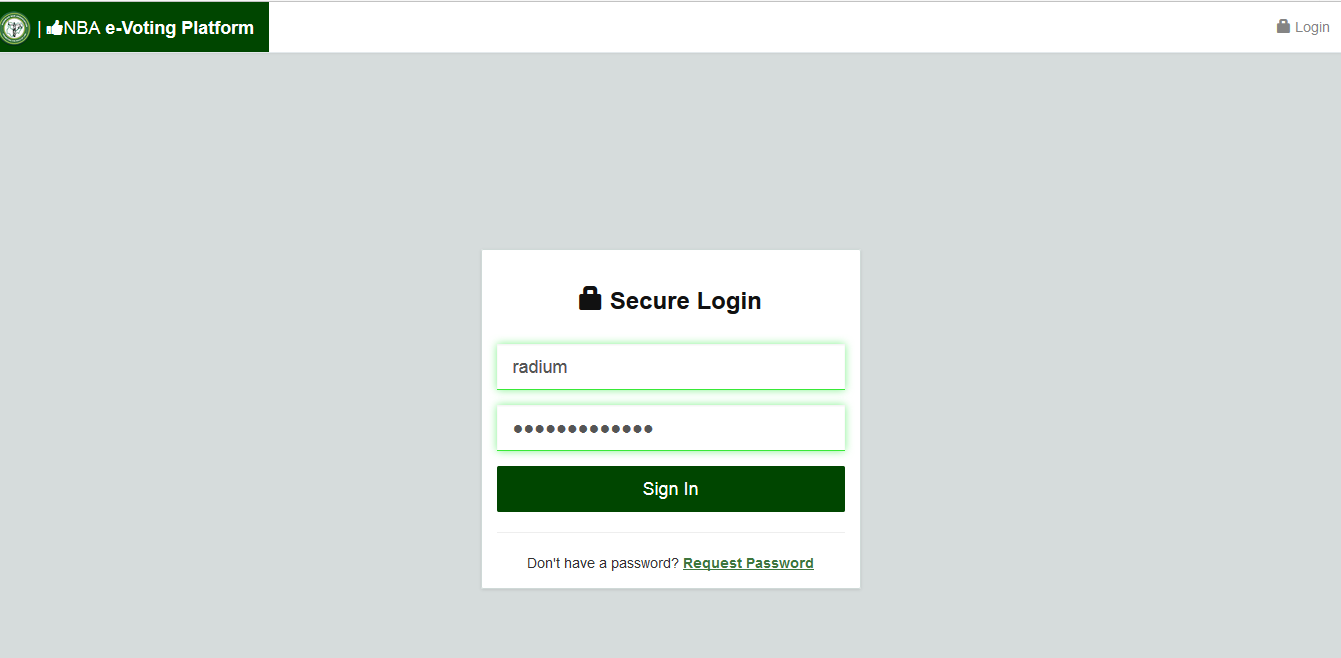 | NBA e-Voting Platform
Login
Secure Login
radium
●●●●●●●●●●●●●
Sign In
Don't have a password? Request Password